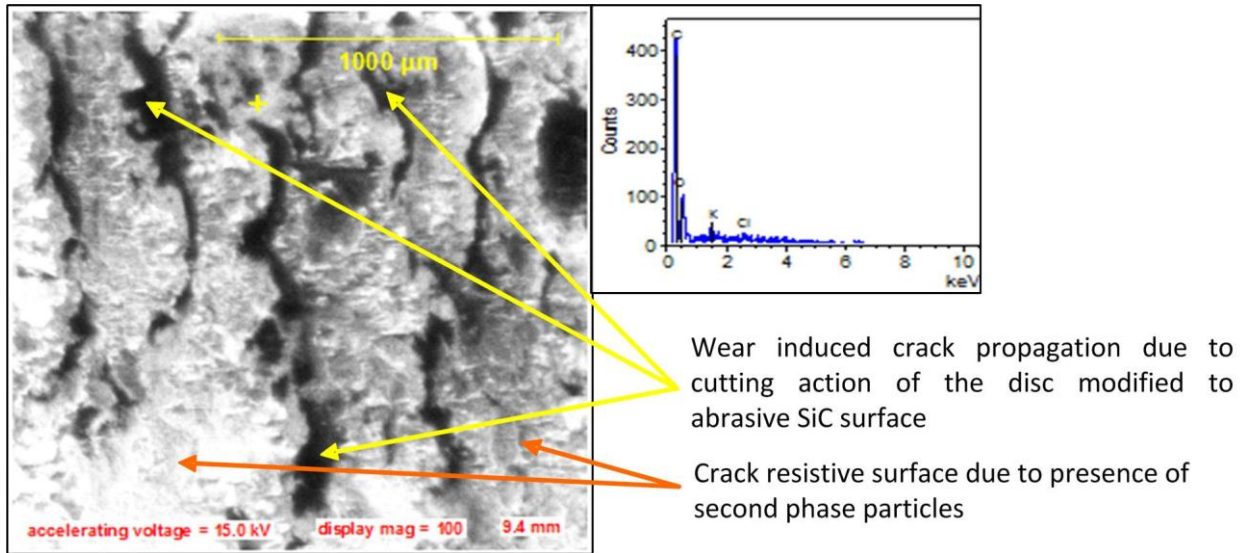 1000 µm
accelerating voltage = 15.0 kV display mag = 100 9.4 mm
Counts
400
300
200
100
0
C
O
K
Cl
0 2 4 6 8 10
keV
Wear induced crack propagation due to
cutting action of the disc modified to
abrasive SiC surface
Crack resistive surface due to presence of
second phase particles